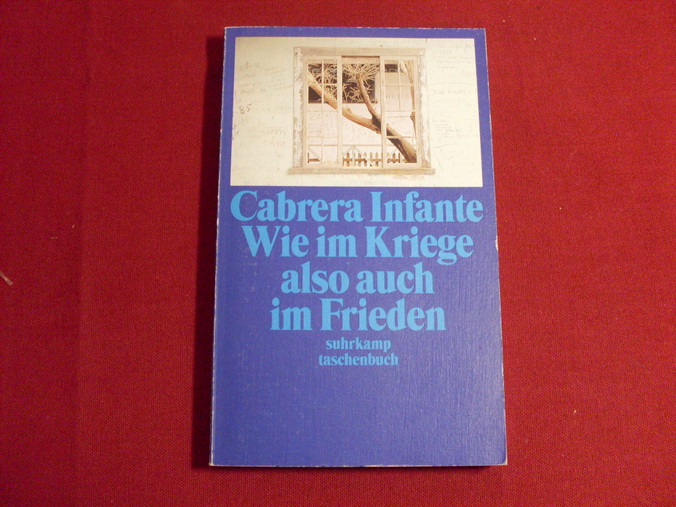 Cabrera Infante
Wie im Kriege
also auch
im Frieden
suhrkamp
taschenbuch